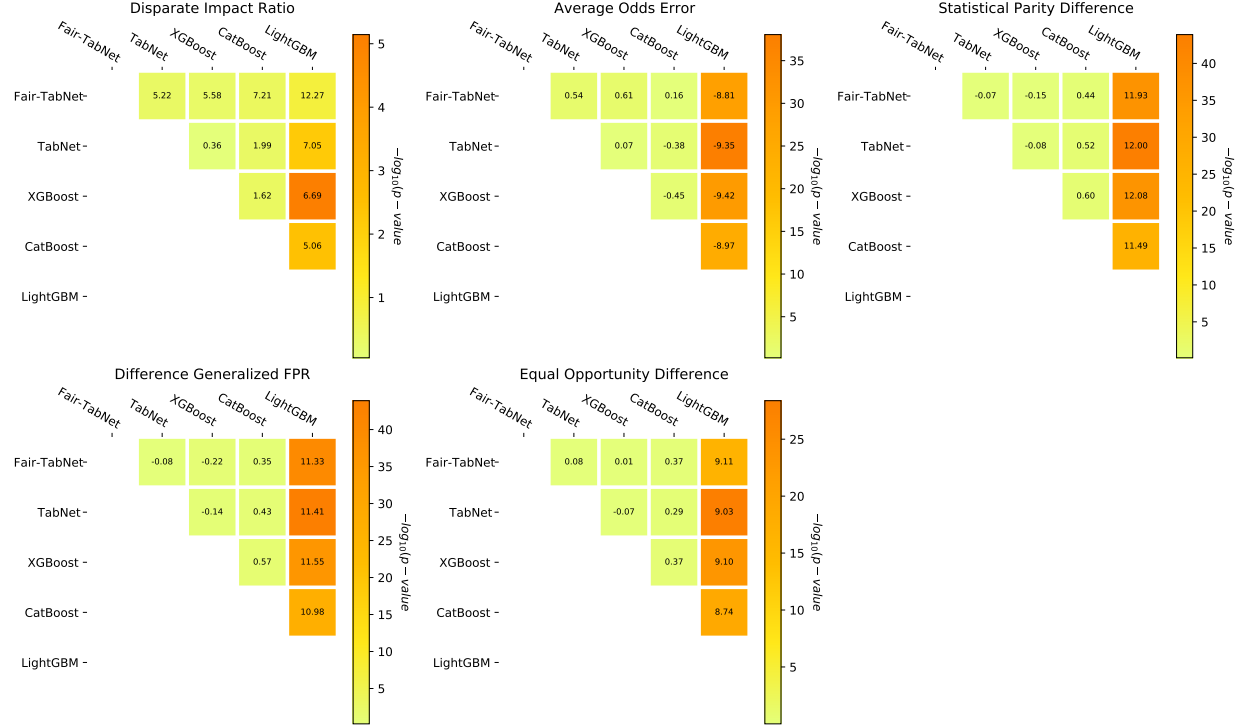 Disparate Impact Ratio
Fair-TabNet
TabNet
XGBoost
CatBoost
LightGBM
Fair-TabNet 5.22 5.58 7.21 12.27
TabNet 0.36 1.99 7.05
XGBoost 1.62 6.69
CatBoost 5.06
LightGBM
5
4
3
2
1
−log10(p − value
Average Odds Error
Fair-TabNet
TabNet
XGBoost
CatBoost
LightGBM
Fair-TabNet 0.54 0.61 0.16 -8.81
TabNet 0.07 -0.38 -9.35
XGBoost -0.45 -9.42
CatBoost -8.97
LightGBM
35
30
25
20
15
10
5
−log10(p − value
Statistical Parity Difference
Fair-TabNet
TabNet
XGBoost
CatBoost
LightGBM
Fair-TabNet -0.07 -0.15 0.44 11.93
TabNet -0.08 0.52 12.00
XGBoost 0.60 12.08
CatBoost 11.49
LightGBM
40
35
30
25
20
15
10
5
−log10(p − value
Difference Generalized FPR
Fair-TabNet
TabNet
XGBoost
CatBoost
LightGBM
Fair-TabNet -0.08 -0.22 0.35 11.33
TabNet -0.14 0.43 11.41
XGBoost 0.57 11.55
CatBoost 10.98
LightGBM
40
35
30
25
20
15
10
5
−log10(p − value
Equal Opportunity Difference
Fair-TabNet
TabNet
XGBoost
CatBoost
LightGBM
Fair-TabNet 0.08 0.01 0.37 9.11
TabNet -0.07 0.29 9.03
XGBoost 0.37 9.10
CatBoost 8.74
LightGBM
25
20
15
10
5
−log10(p − value